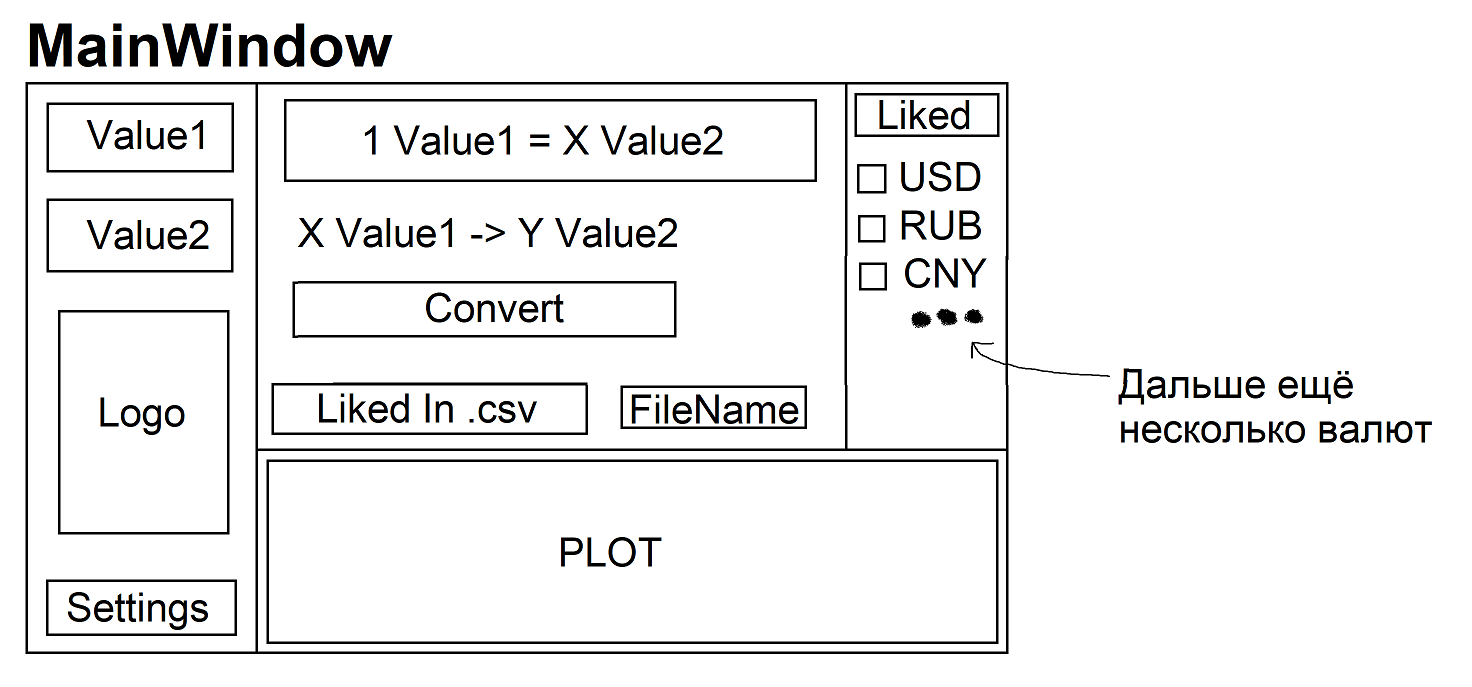 MainWindow
Value1
Value2
Logo
Settings
1 Value1 = X Value2
X Value1 -> Y Value2
Convert
Liked In .csv
FileName
Liked
USD
RUB
CNY
Дальше ещё
несколько валют
PLOT